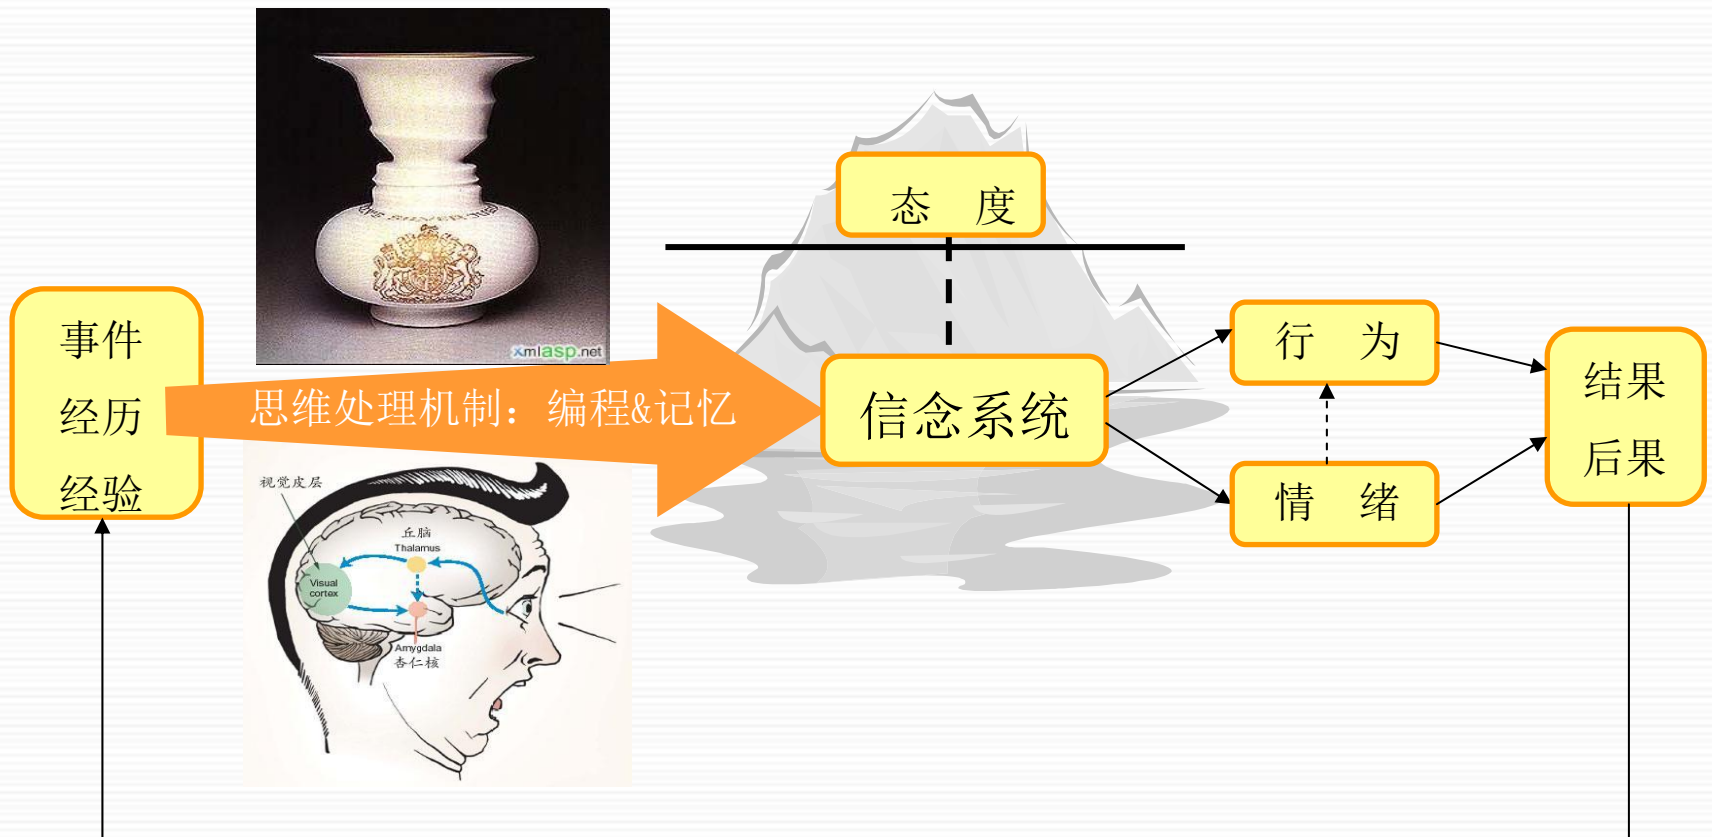 态 度
事件
经历
经验
思维处理机制：编程&记忆
信念系统
行 为
情 绪
结果
后果
xmlasp.net
视觉皮层
丘脑
Thalamus
Visual
cortex
Amygdala
杏仁核